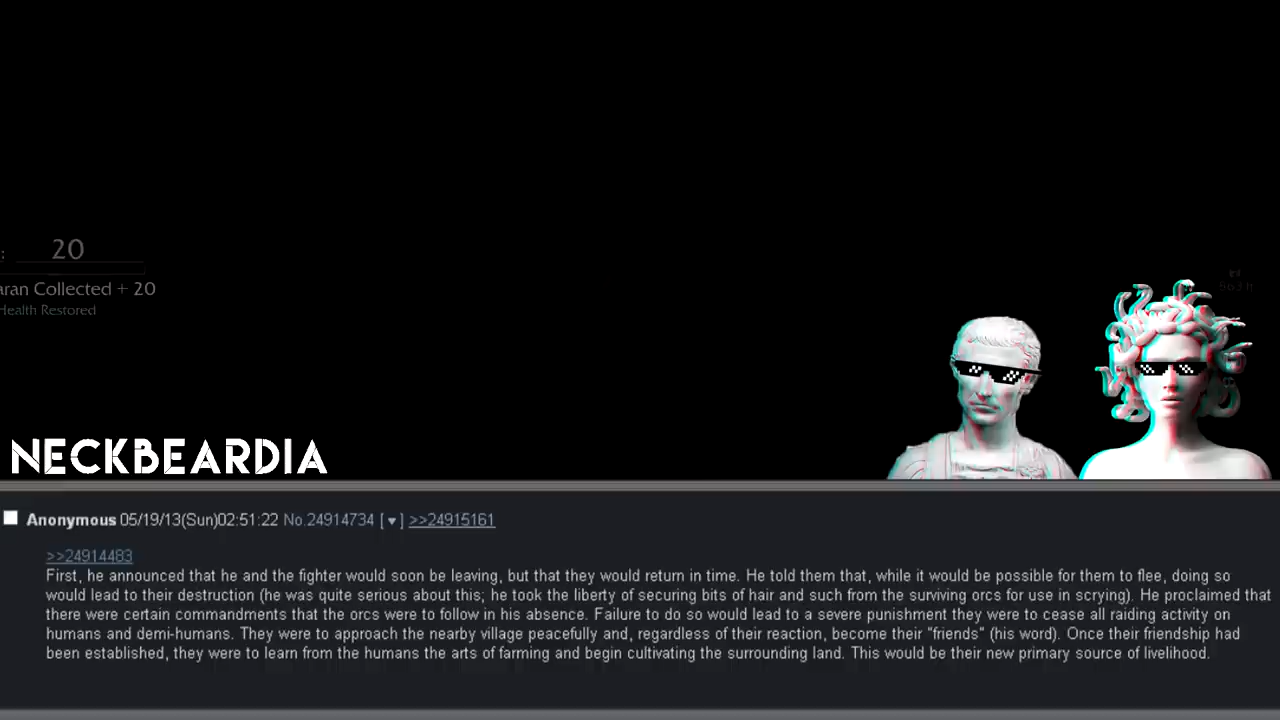 20
aran Collected + 20
Health Restored
NECKBEARDIA
Anonymous 05/19/13(Sun)02:51:22 No.24914734 [▼] >>24915161
>>24914483
First, he announced that he and the fighter would soon be leaving, but that they would return in time. He told them that, while it would be possible for them to flee, doing so
would lead to their destruction (he was quite serious about this; he took the liberty of securing bits of hair and such from the surviving orcs for use in scrying). He proclaimed that
there were certain commandments that the orcs were to follow in his absence. Failure to do so would lead to a severe punishment they were to cease all raiding activity on
humans and demi-humans. They were to approach the nearby village peacefully and, regardless of their reaction, become their "friends" (his word). Once their friendship had
been established, they were to learn from the humans the arts of farming and begin cultivating the surrounding land. This would be their new primary source of livelihood.